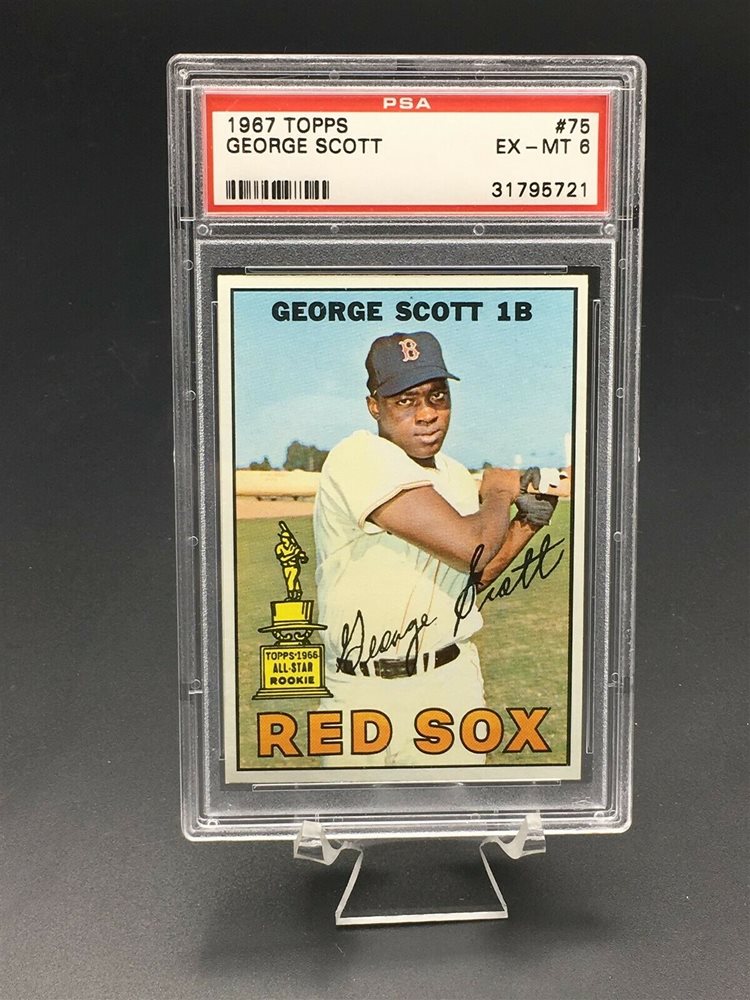 PSA
1967 TOPPS #75
GEORGE SCOTT EX - MT 6
31795721
GEORGE SCOTT 1B
B
George Scott
TOPPS-1966
ALL-STAR
ROOKIE
RED SOX